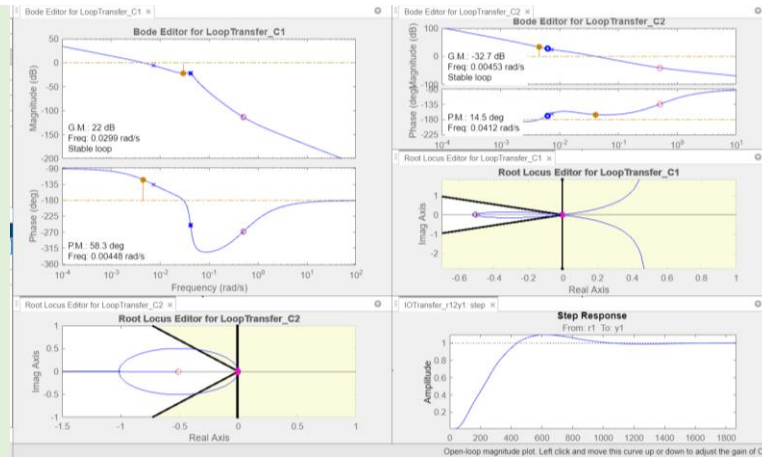 Bode Editor for LoopTransfer_C1
Bode Editor for LoopTransfer_C1
50
0
-50
-100
-150
-200
Magnitude (dB)
G.M.: 22 dB
Freq: 0.0299 rad/s
Stable loop
-90
-135
-180
-225
-270
-315
-360
Phase (deg)
P.M.: 58.3 deg
Freq: 0.00448 rad/s
10-4
10-2
100
102
Frequency (rad/s)
Bode Editor for LoopTransfer_C2
Bode Editor for LoopTransfer_C2
100
0
-100
Magnitude (dB)
G.M.: -32.7 dB
Freq: 0.00453 rad/s
Stable loop
-90
-135
-180
-225
Phase (deg)
P.M.: 14.5 deg
Freq: 0.0412 rad/s
10-4
10-3
10-2
10-1
100
101
Root Locus Editor for LoopTransfer_C1
Root Locus Editor for LoopTransfer_C1
1
0
-1
-2
Imag Axis
-0.6 -0.4 -0.2 0 0.2 0.4 0.6 0.8 1
Real Axis
Root Locus Editor for LoopTransfer_C2
Root Locus Editor for LoopTransfer_C2
1
0.5
0
-0.5
-1
Imag Axis
-1.5 -1 -0.5 0 0.5 1
Real Axis
IOTransfer_r12y1: step
Step Response
From: r1 To: y1
1
0.8
0.6
0.4
0.2
0
Amplitude
0 200 400 600 800 1000 1200 1400 1600 1800
Open-loop magnitude plot. Left click and move this curve up or down to adjust the gain of C